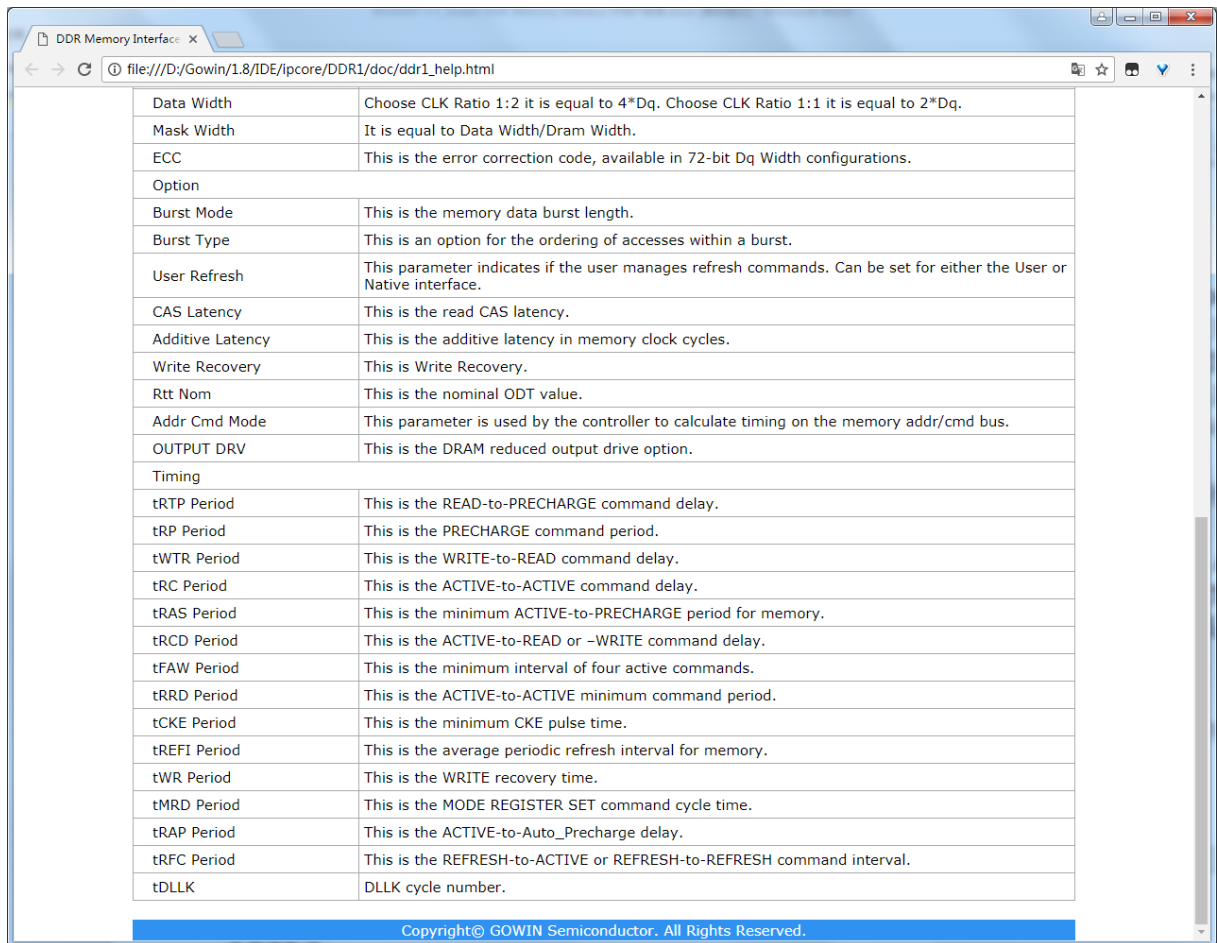 DDR Memory Interface
file:///D:/Gowin/1.8/IDE/ipcore/DDR1/doc/ddr1_help.html
Data Width Choose CLK Ratio 1:2 it is equal to 4*Dq. Choose CLK Ratio 1:1 it is equal to 2*Dq.
Mask Width It is equal to Data Width/Dram Width.
ECC This is the error correction code, available in 72-bit Dq Width configurations.
Option
Burst Mode This is the memory data burst length.
Burst Type This is an option for the ordering of accesses within a burst.
User Refresh This parameter indicates if the user manages refresh commands. Can be set for either the User or
Native interface.
CAS Latency This is the read CAS latency.
Additive Latency This is the additive latency in memory clock cycles.
Write Recovery This is Write Recovery.
Rtt Nom This is the nominal ODT value.
Addr Cmd Mode This parameter is used by the controller to calculate timing on the memory addr/cmd bus.
OUTPUT DRV This is the DRAM reduced output drive option.
Timing
tRTP Period This is the READ-to-PRECHARGE command delay.
tRP Period This is the PRECHARGE command period.
tWTR Period This is the WRITE-to-READ command delay.
tRC Period This is the ACTIVE-to-ACTIVE command delay.
tRAS Period This is the minimum ACTIVE-to-PRECHARGE period for memory.
tRCD Period This is the ACTIVE-to-READ or –WRITE command delay.
tFAW Period This is the minimum interval of four active commands.
tRRD Period This is the ACTIVE-to-ACTIVE minimum command period.
tCKE Period This is the minimum CKE pulse time.
tREFI Period This is the average periodic refresh interval for memory.
tWR Period This is the WRITE recovery time.
tMRD Period This is the MODE REGISTER SET command cycle time.
tRAP Period This is the ACTIVE-to-Auto_Precharge delay.
tRFC Period This is the REFRESH-to-ACTIVE or REFRESH-to-REFRESH command interval.
tDLLK DLLK cycle number.
Copyright© GOWIN Semiconductor. All Rights Reserved.